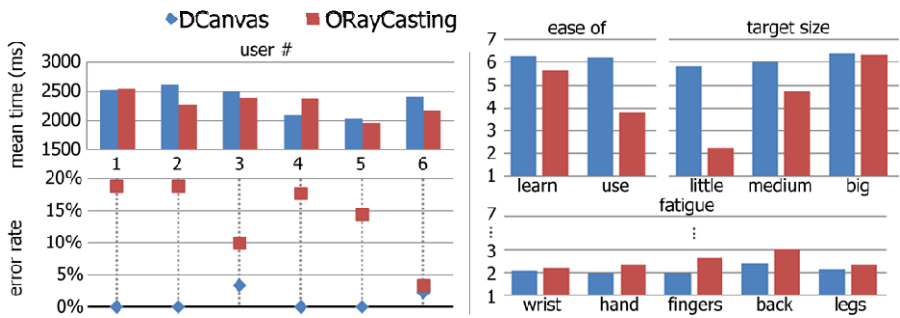 DCanvas ORayCasting
user #
mean time (ms)
3000
2500
2000
1500
1 2 3 4 5 6
error rate
20%
15%
10%
5%
0%
ease of
target size
7
6
5
4
3
2
1
learn use little medium big
fatigue
7
⋮ ⋮
3
2
1
wrist hand fingers back legs